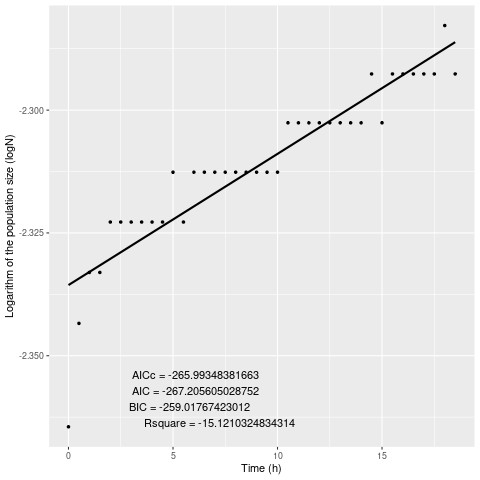 -2.300
-2.325
-2.350
Logarithm of the population size (logN)
AICc = -265.99348381663
AIC = -267.205605028752
BIC = -259.01767423012
Rsquare = -15.1210324834314
0 5 10 15
Time (h)